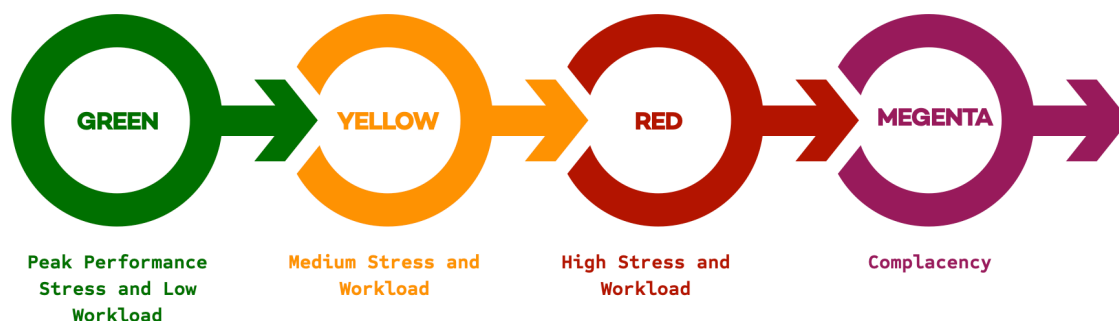 GREEN
YELLOW
RED
MEGENTA
Peak Performance
Stress and Low
Workload
Medium Stress and
Workload
High Stress and
Workload
Complacency